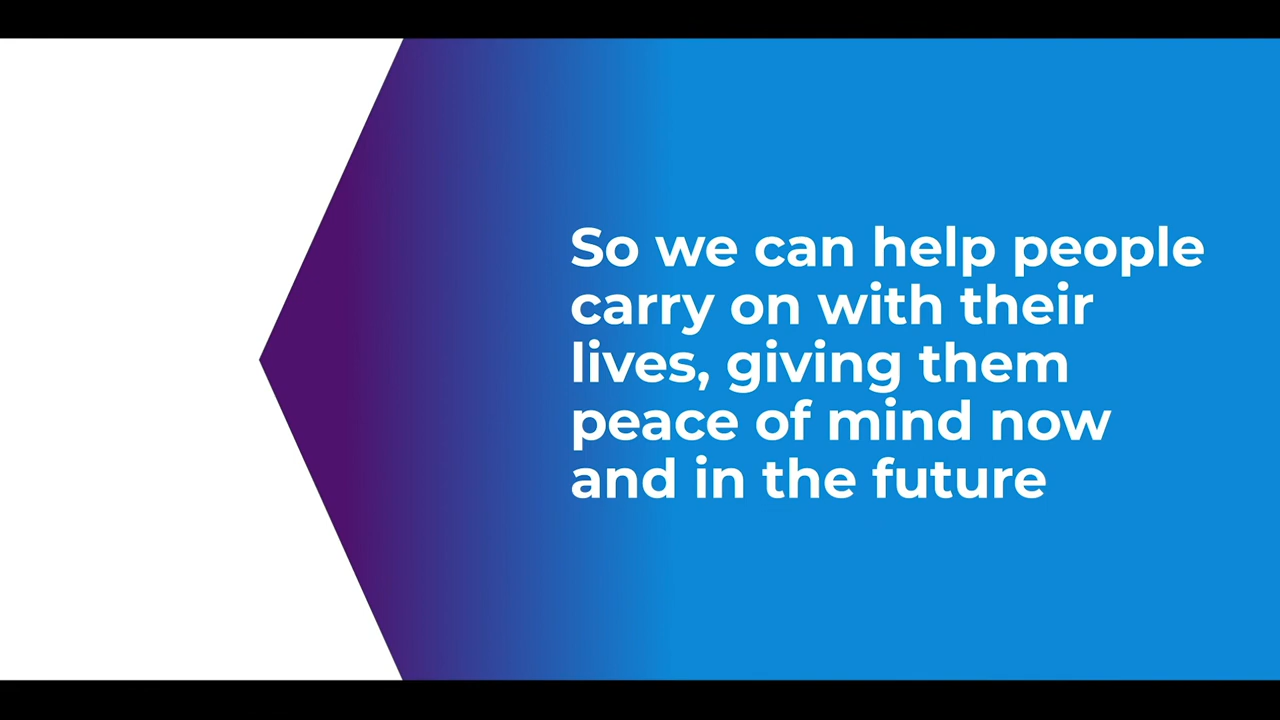 So we can help people
carry on with their
lives, giving them
peace of mind now
and in the future